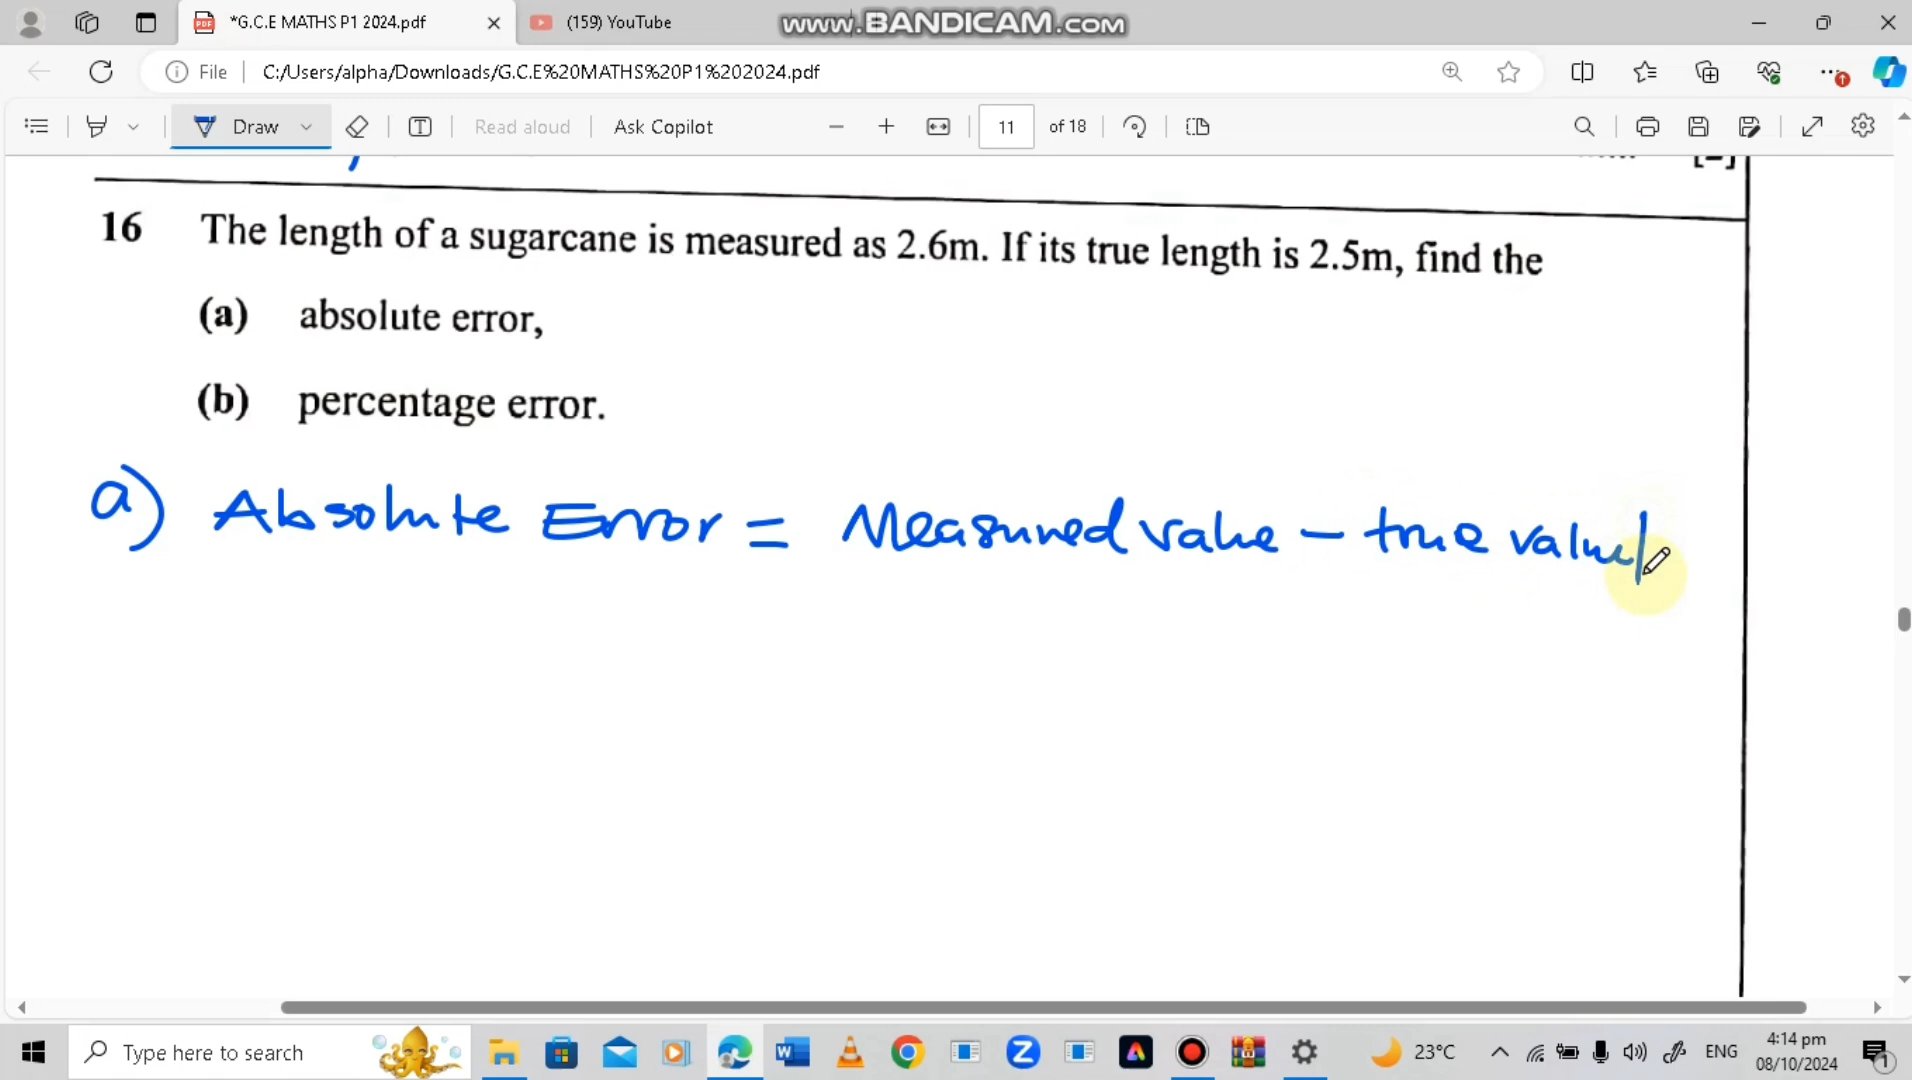 *G.C.E MATHS P1 2024.pdf
(159) YouTube
www.BANDICAM.com
File
C:/Users/alpha/Downloads/G.C.E%20MATHS%20P1%202024.pdf
Draw
Read aloud
Ask Copilot
11
of 18
16 The length of a sugarcane is measured as 2.6m. If its true length is 2.5m, find the
(a) absolute error,
(b) percentage error.
a) Absolute Error = Measured value - true value|
Type here to search
23°C
ENG
4:14 pm
08/10/2024
1